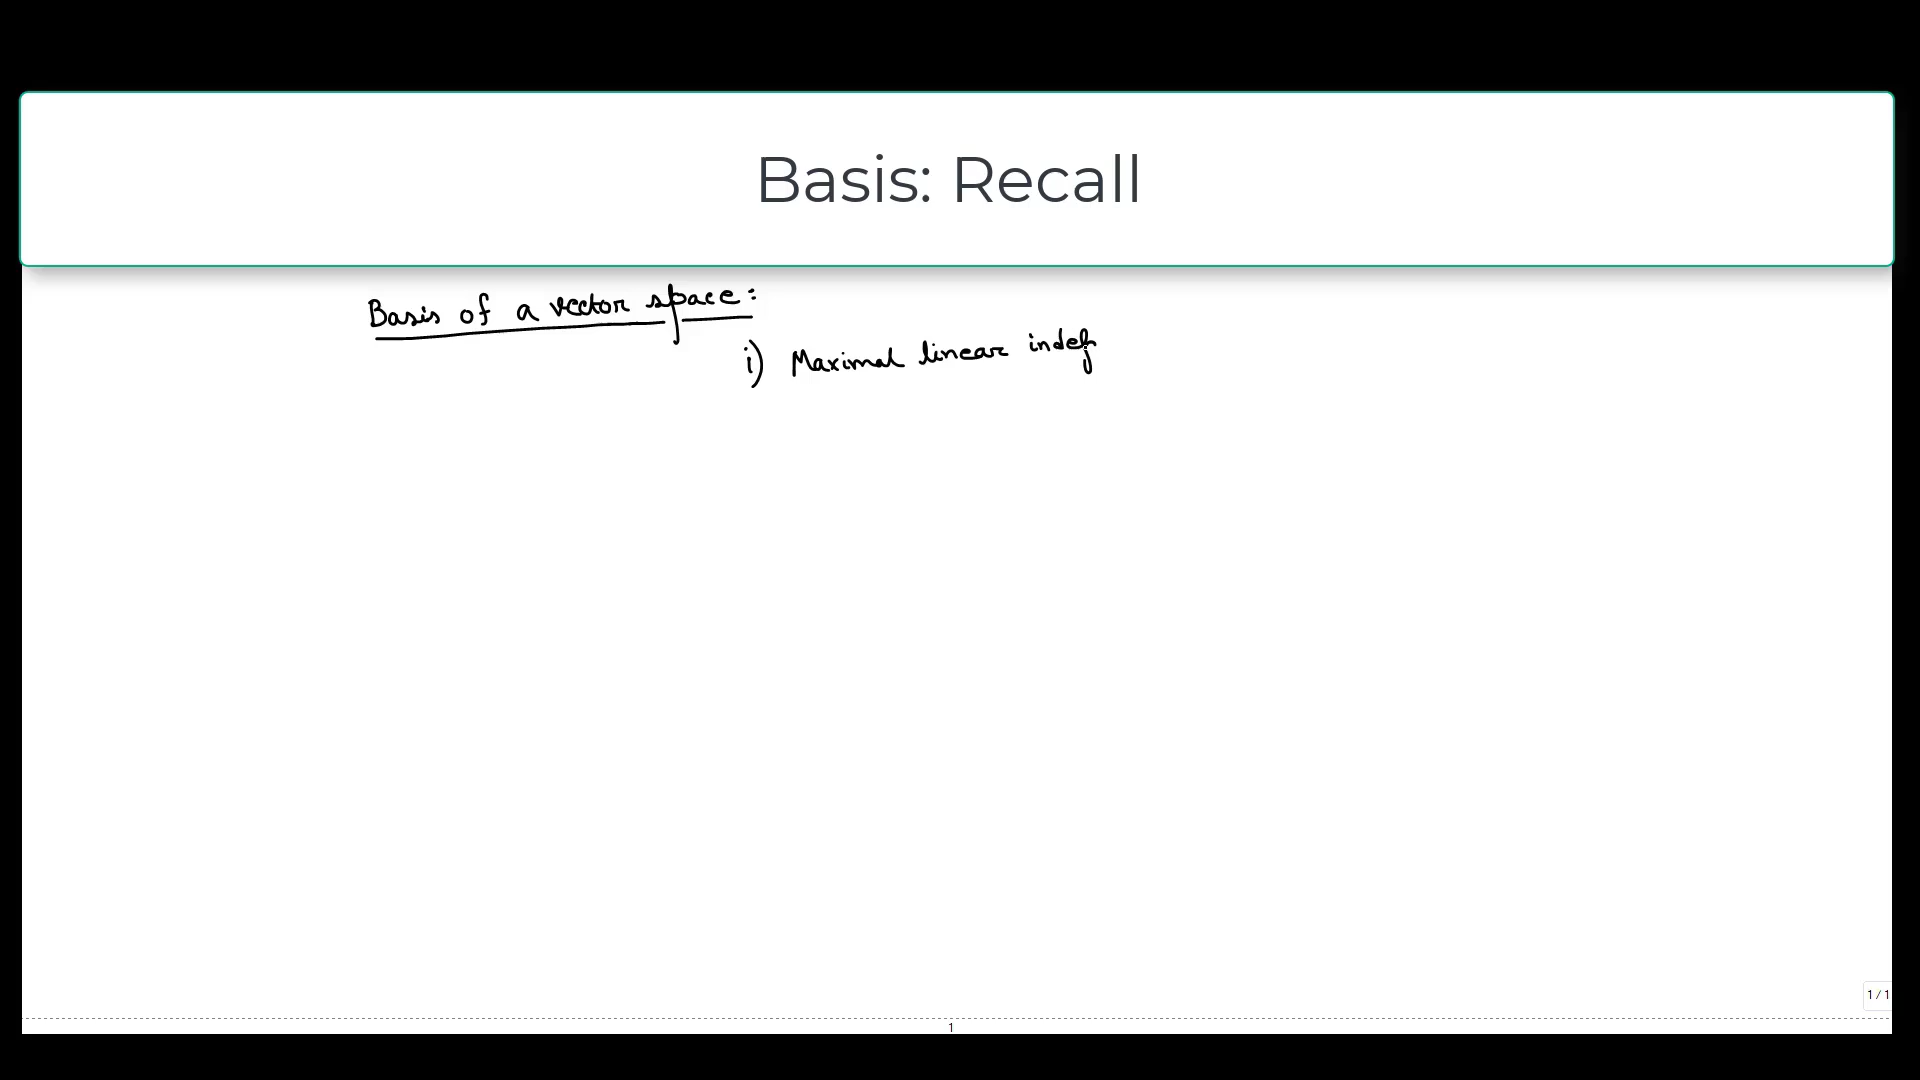 Basis: Recall
Basis of a vector space:
i) Maximal linear indep
1/1
1